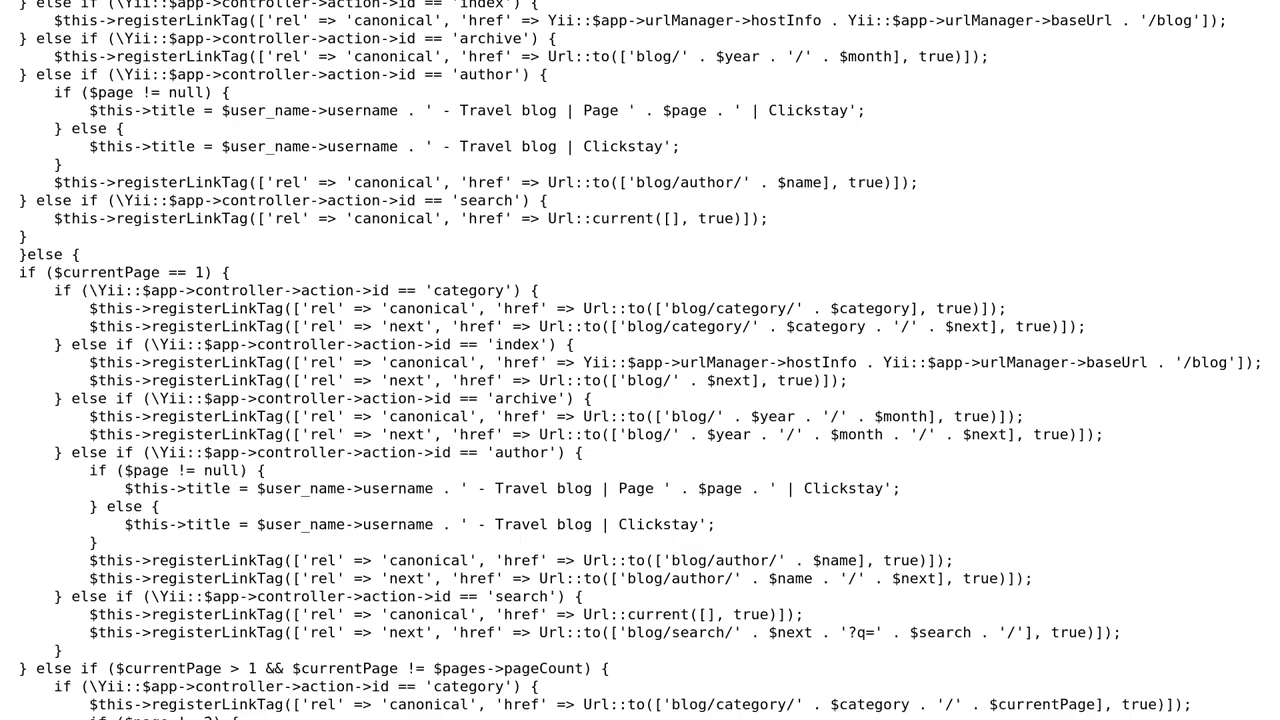 } else if (\Yii::$app->controller->action->id == 'index') {
    $this->registerLinkTag(['rel' => 'canonical', 'href' => Yii::$app->urlManager->hostInfo . Yii::$app->urlManager->baseUrl . '/blog']);
} else if (\Yii::$app->controller->action->id == 'archive') {
    $this->registerLinkTag(['rel' => 'canonical', 'href' => Url::to(['blog/' . $year . '/' . $month], true)]);
} else if (\Yii::$app->controller->action->id == 'author') {
    if ($page != null) {
        $this->title = $user_name->username . ' - Travel blog | Page ' . $page . ' | Clickstay';
    } else {
        $this->title = $user_name->username . ' - Travel blog | Clickstay';
    }
    $this->registerLinkTag(['rel' => 'canonical', 'href' => Url::to(['blog/author/' . $name], true)]);
} else if (\Yii::$app->controller->action->id == 'search') {
    $this->registerLinkTag(['rel' => 'canonical', 'href' => Url::current([], true)]);
}
}else {
if ($currentPage == 1) {
    if (\Yii::$app->controller->action->id == 'category') {
        $this->registerLinkTag(['rel' => 'canonical', 'href' => Url::to(['blog/category/' . $category], true)]);
        $this->registerLinkTag(['rel' => 'next', 'href' => Url::to(['blog/category/' . $category . '/' . $next], true)]);
    } else if (\Yii::$app->controller->action->id == 'index') {
        $this->registerLinkTag(['rel' => 'canonical', 'href' => Yii::$app->urlManager->hostInfo . Yii::$app->urlManager->baseUrl . '/blog']);
        $this->registerLinkTag(['rel' => 'next', 'href' => Url::to(['blog/' . $next], true)]);
    } else if (\Yii::$app->controller->action->id == 'archive') {
        $this->registerLinkTag(['rel' => 'canonical', 'href' => Url::to(['blog/' . $year . '/' . $month], true)]);
        $this->registerLinkTag(['rel' => 'next', 'href' => Url::to(['blog/' . $year . '/' . $month . '/' . $next], true)]);
    } else if (\Yii::$app->controller->action->id == 'author') {
        if ($page != null) {
            $this->title = $user_name->username . ' - Travel blog | Page ' . $page . ' | Clickstay';
        } else {
            $this->title = $user_name->username . ' - Travel blog | Clickstay';
        }
        $this->registerLinkTag(['rel' => 'canonical', 'href' => Url::to(['blog/author/' . $name], true)]);
        $this->registerLinkTag(['rel' => 'next', 'href' => Url::to(['blog/author/' . $name . '/' . $next], true)]);
    } else if (\Yii::$app->controller->action->id == 'search') {
        $this->registerLinkTag(['rel' => 'canonical', 'href' => Url::current([], true)]);
        $this->registerLinkTag(['rel' => 'next', 'href' => Url::to(['blog/search/' . $next . '?q=' . $search . '/'], true)]);
    }
} else if ($currentPage > 1 && $currentPage != $pages->pageCount) {
    if (\Yii::$app->controller->action->id == 'category') {
        $this->registerLinkTag(['rel' => 'canonical', 'href' => Url::to(['blog/category/' . $category . '/' . $currentPage], true)]);